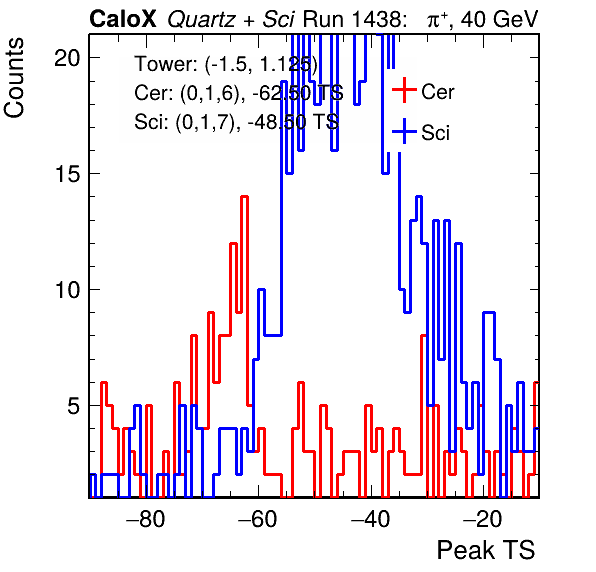 CaloX Quartz + Sci Run 1438: π⁺, 40 GeV
Counts
Tower: (-1.5, 1.125)
Cer: (0,1,6), -62.50 TS
Sci: (0,1,7), -48.50 TS
Cer
Sci
20
15
10
5
−80 −60 −40 −20
Peak TS